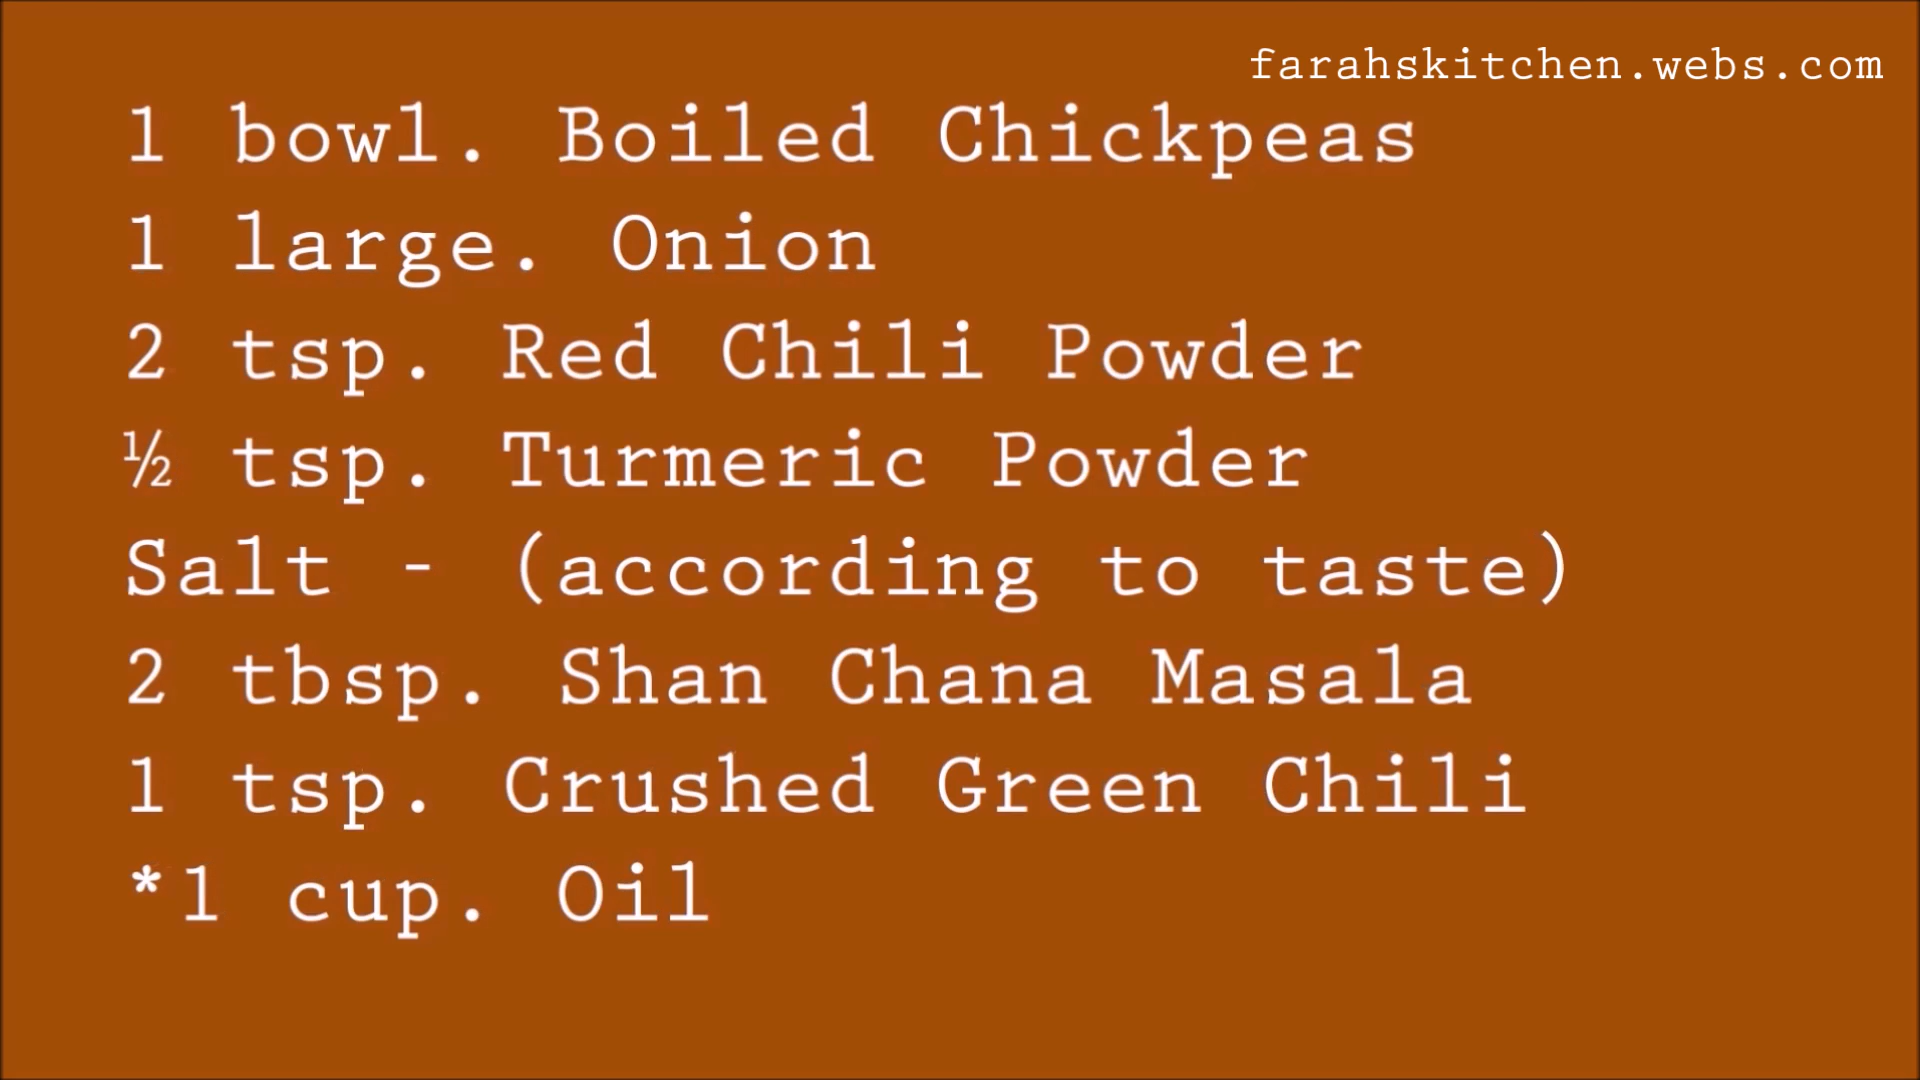 farahskitchen.webs.com
1 bowl. Boiled Chickpeas
1 large. Onion
2 tsp. Red Chili Powder
½ tsp. Turmeric Powder
Salt - (according to taste)
2 tbsp. Shan Chana Masala
1 tsp. Crushed Green Chili
*1 cup. Oil